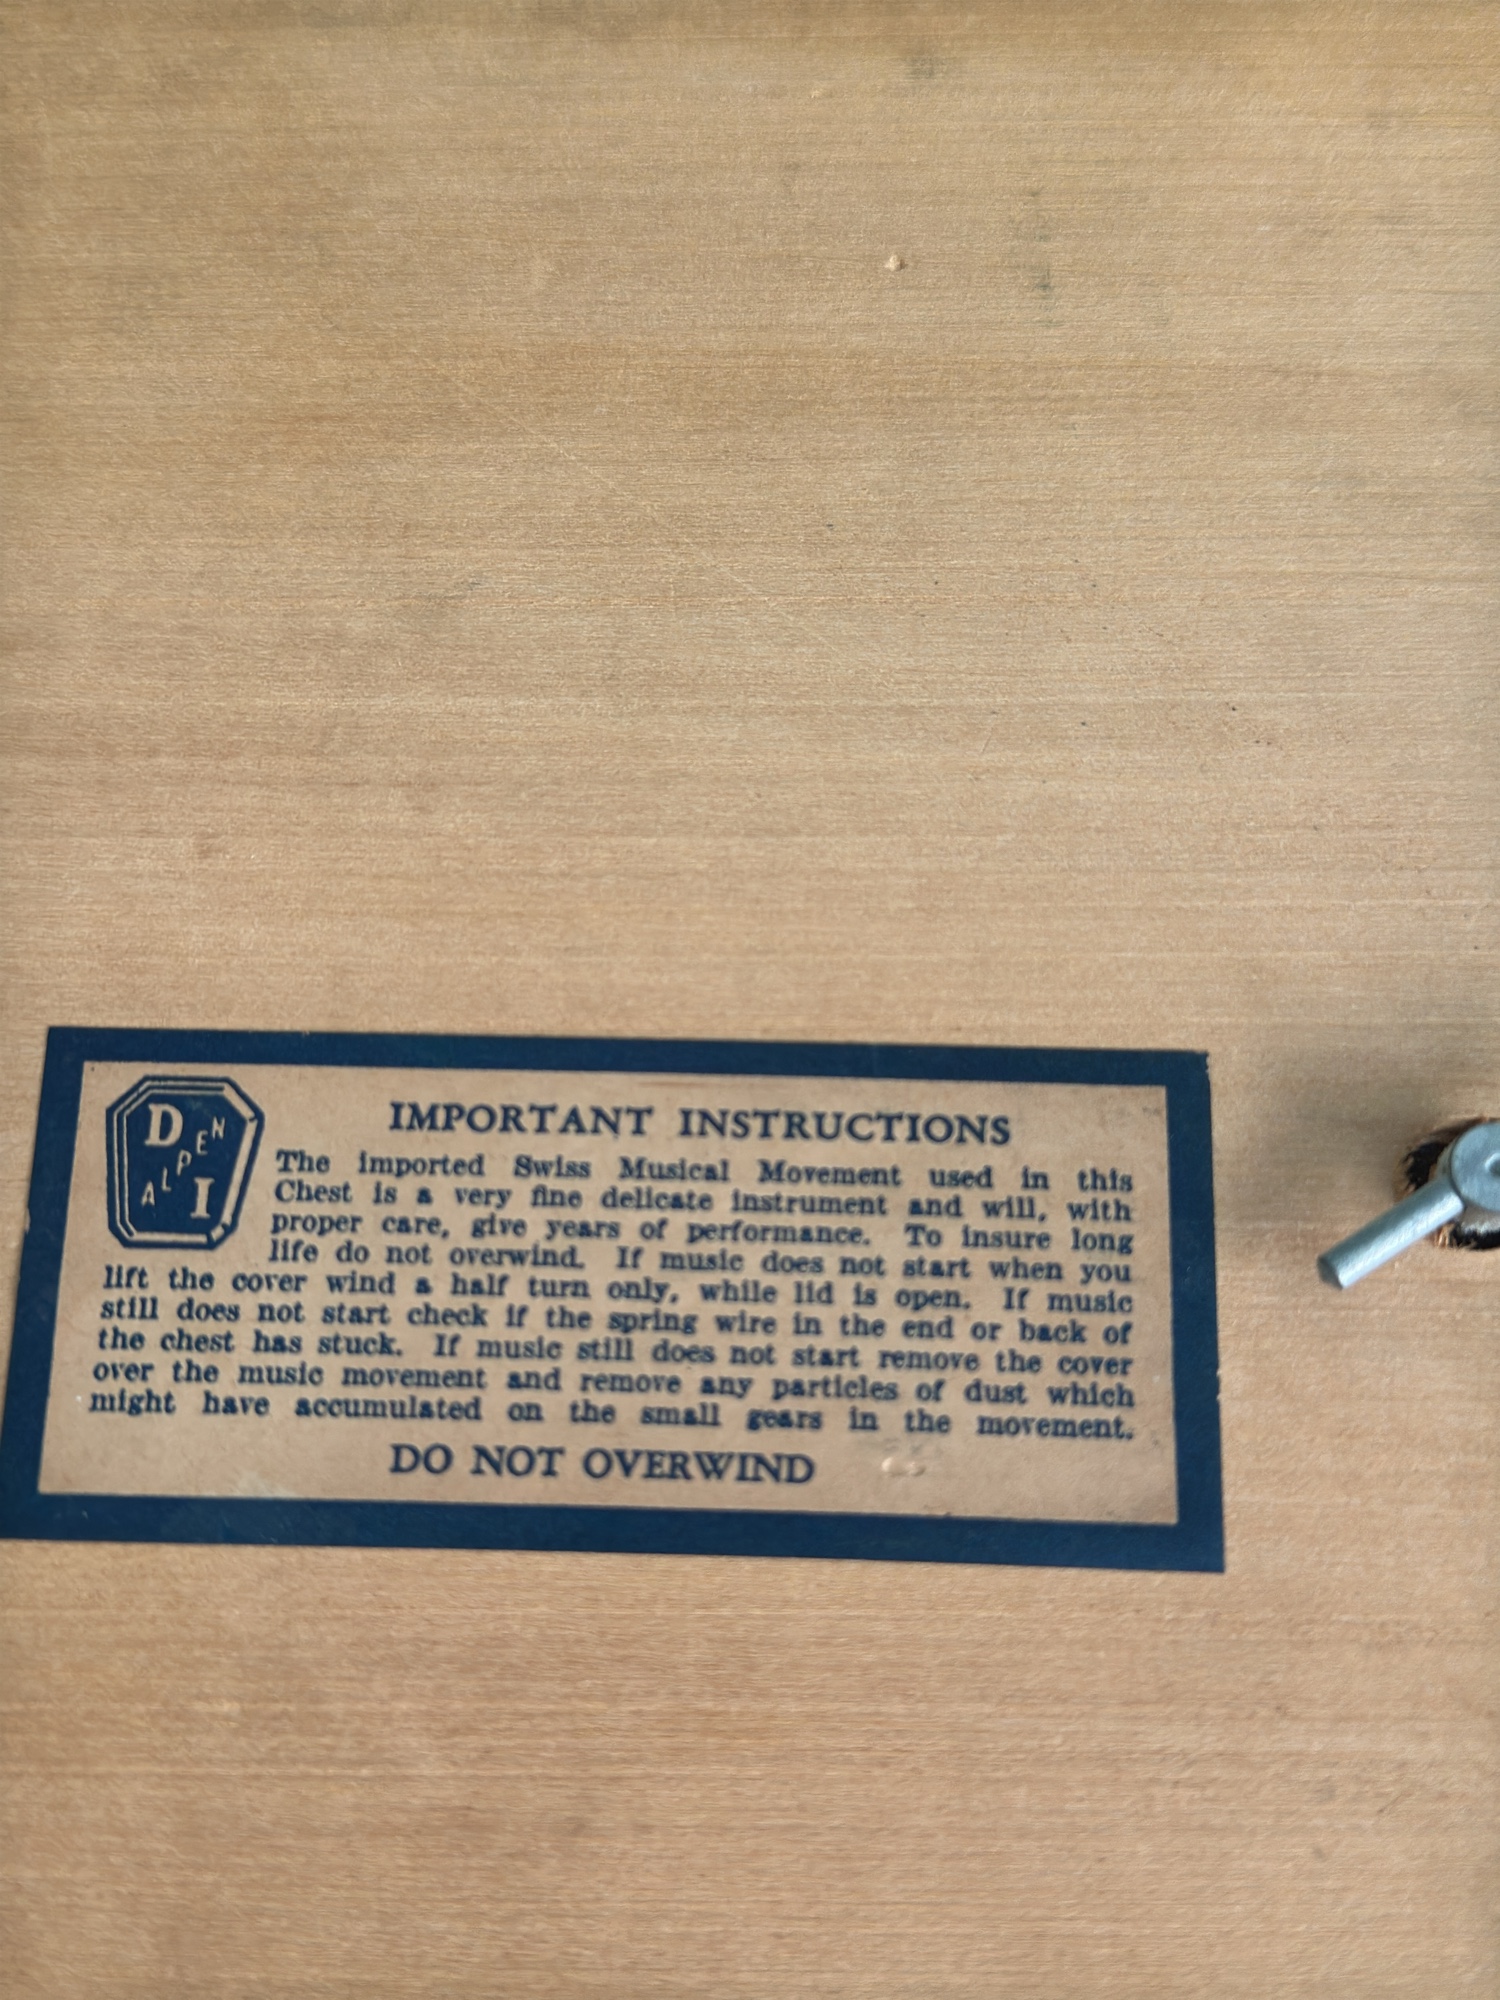 D
ALPEN
I
IMPORTANT INSTRUCTIONS
The imported Swiss Musical Movement used in this
Chest is a very fine delicate instrument and will, with
proper care, give years of performance. To insure long
life do not overwind. If music does not start when you
lift the cover wind a half turn only, while lid is open. If music
still does not start check if the spring wire in the end or back of
the chest has stuck. If music still does not start remove the cover
over the music movement and remove any particles of dust which
might have accumulated on the small gears in the movement.
DO NOT OVERWIND